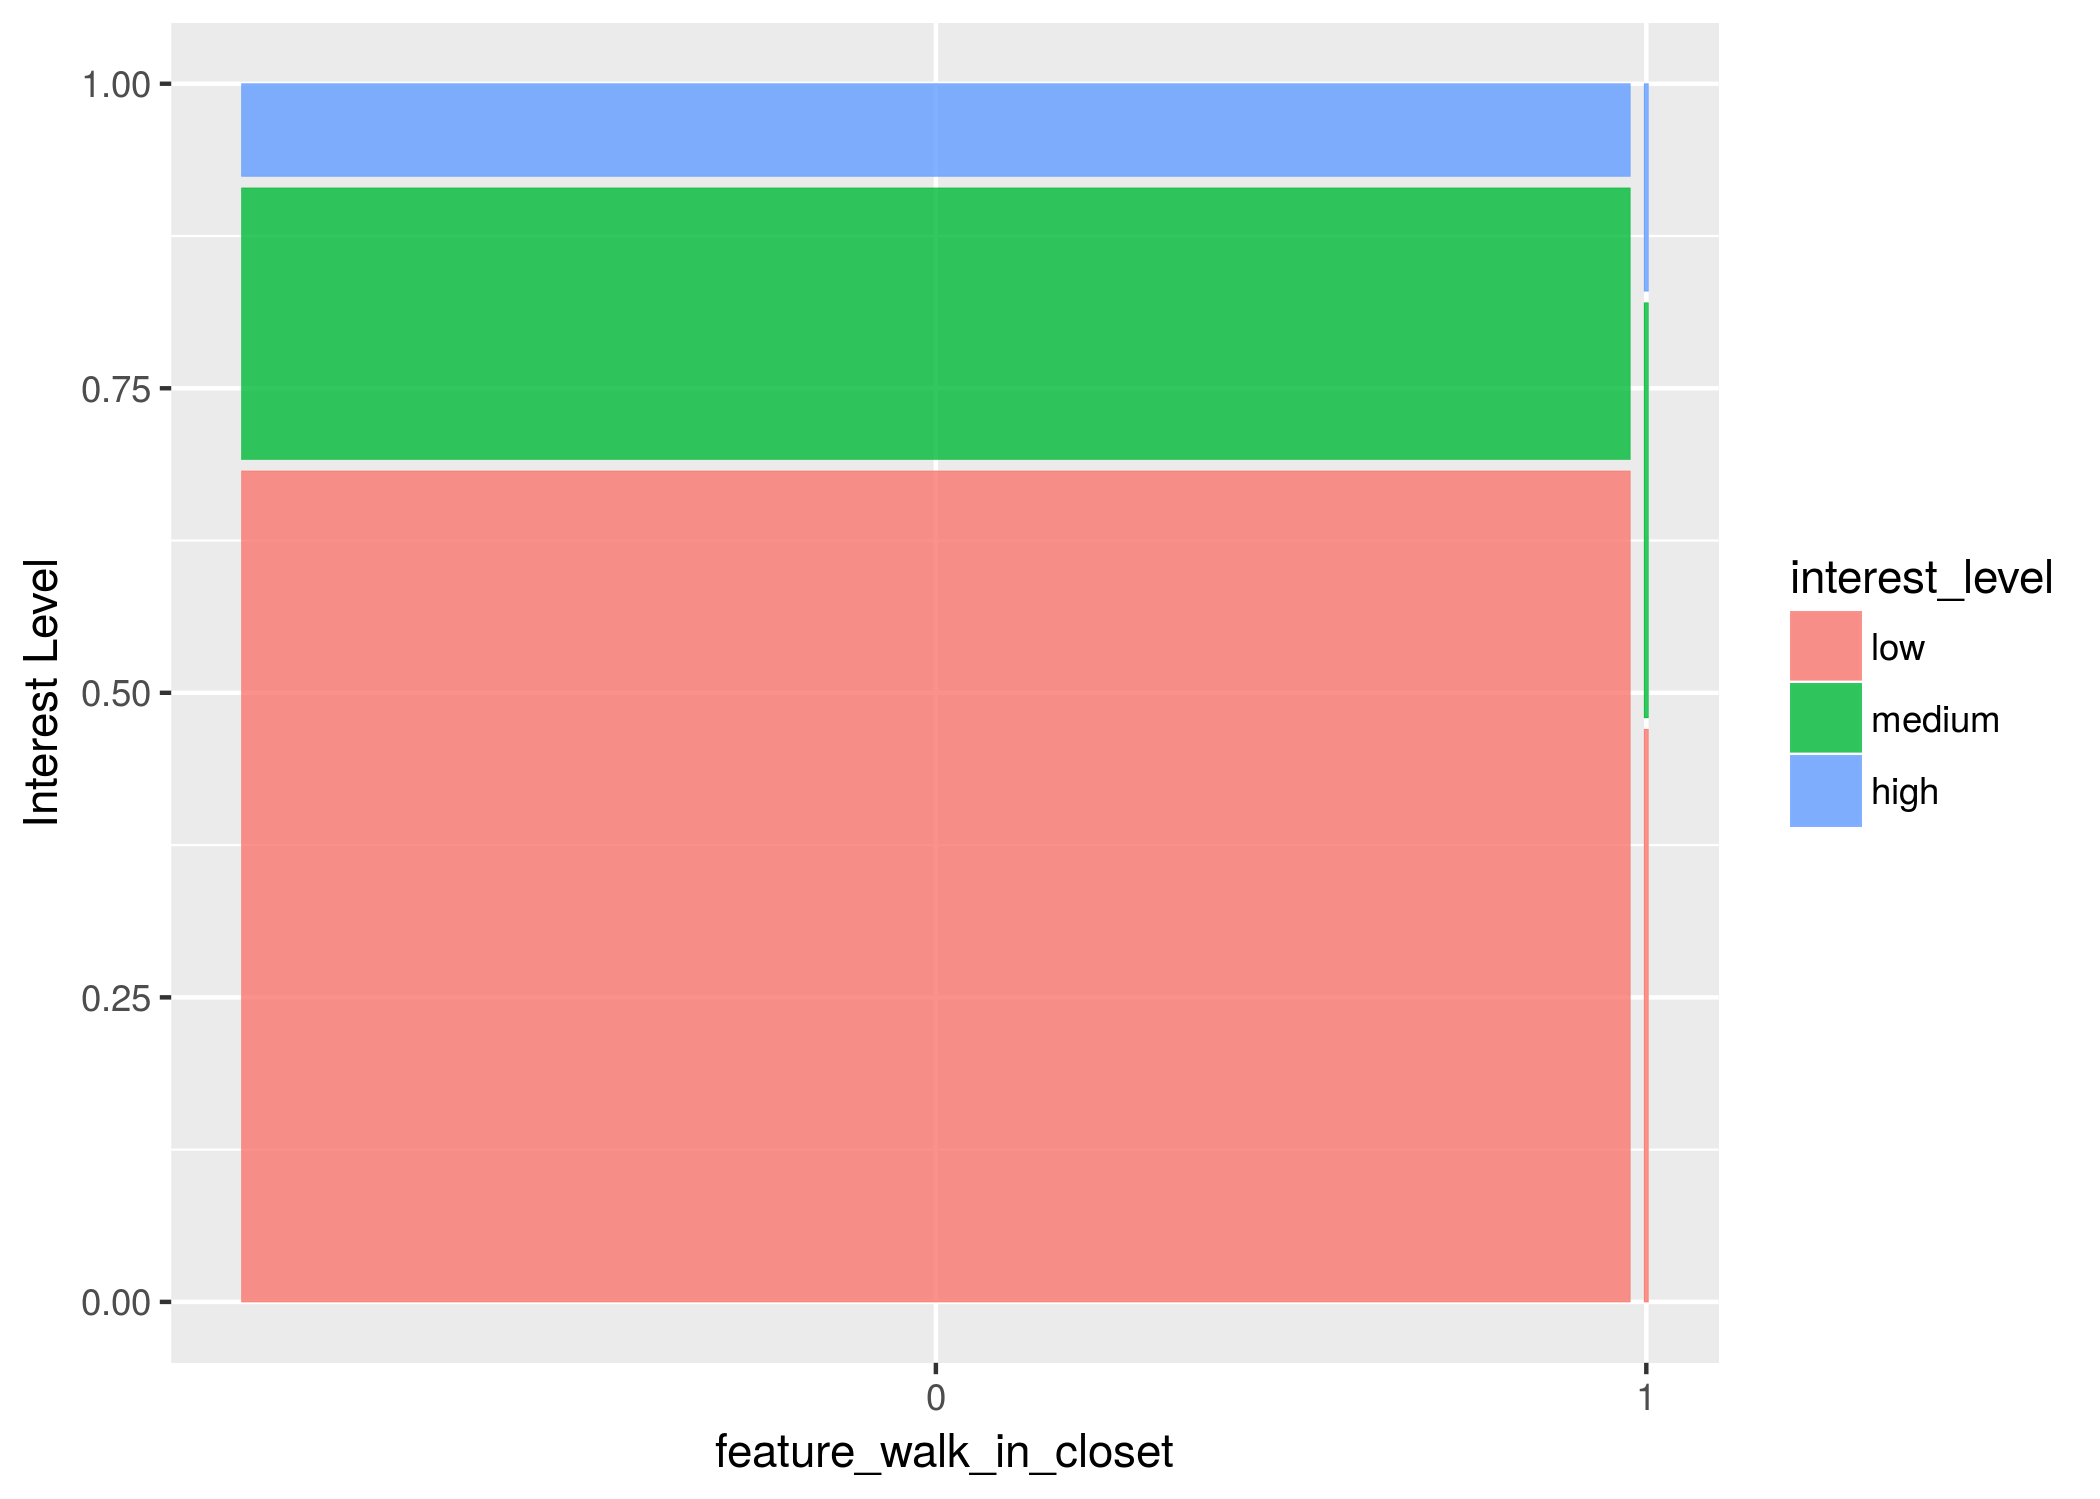 Interest Level
1.00
0.75
0.50
0.25
0.00
0
1
feature_walk_in_closet
interest_level
low
medium
high